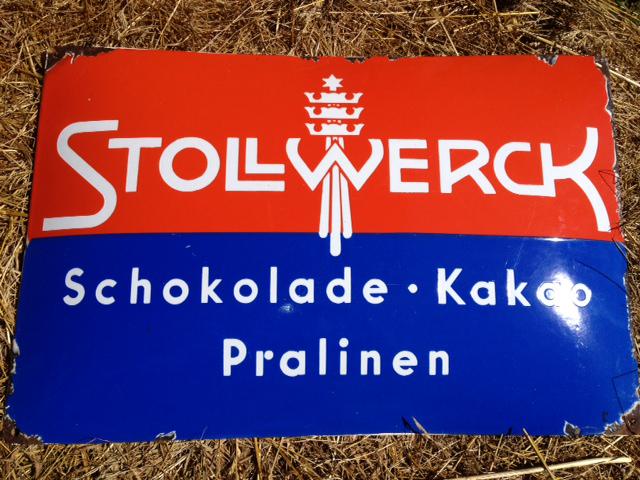 STOLLWERCK
Schokolade · Kakao
Pralinen